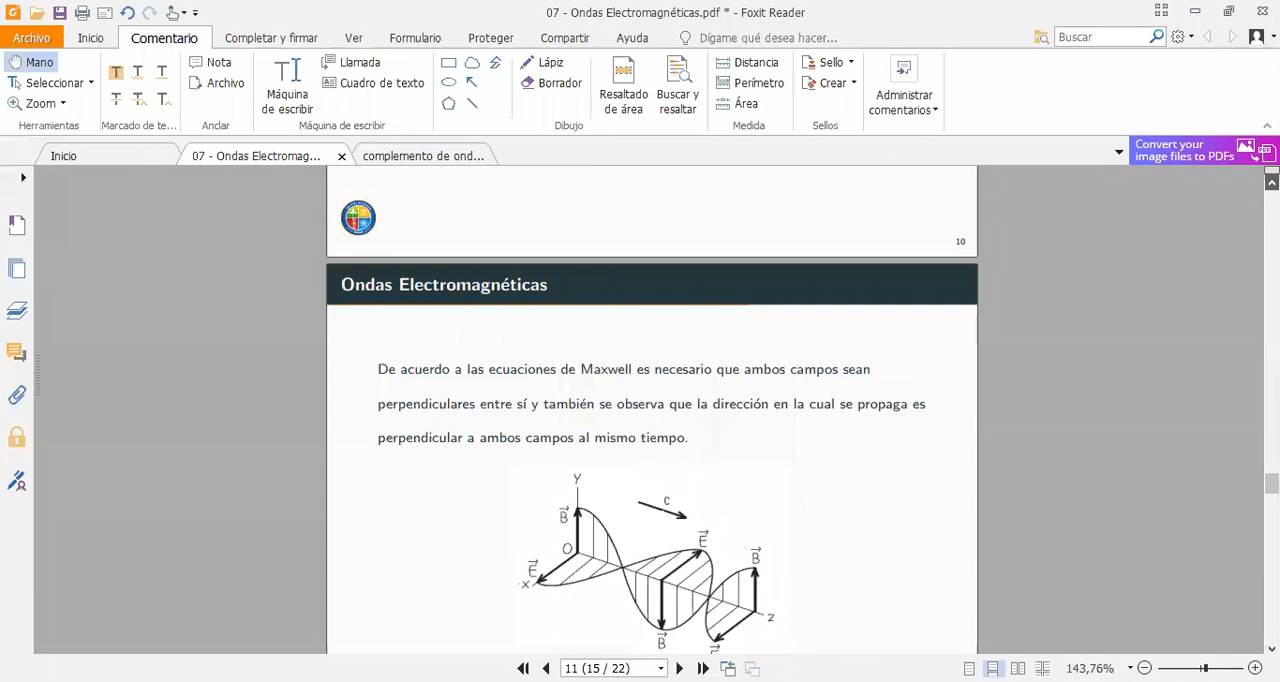 07 - Ondas Electromagnéticas.pdf * - Foxit Reader
Archivo Inicio Comentario Completar y firmar Ver Formulario Proteger Compartir Ayuda Dígame qué desea hacer... Buscar
Mano
Seleccionar
Zoom
Herramientas
T T T
T T T
Marcado de te...
Nota
Archivo
Anclar
Máquina
de escribir
Llamada
Cuadro de texto
Máquina de escribir
Lápiz
Borrador
Dibujo
Resaltado
de área
Buscar y
resaltar
Distancia
Perímetro
Área
Medida
Sello
Crear
Sellos
Administrar
comentarios
Inicio 07 - Ondas Electromag... complemento de ond...
Convert your
image files to PDFs
PDF
10
Ondas Electromagnéticas
De acuerdo a las ecuaciones de Maxwell es necesario que ambos campos sean
perpendiculares entre sí y también se observa que la dirección en la cual se propaga es
perpendicular a ambos campos al mismo tiempo.
Y
C
B
E
O
B
E
X
Z
B
11 (15 / 22) 143,76%